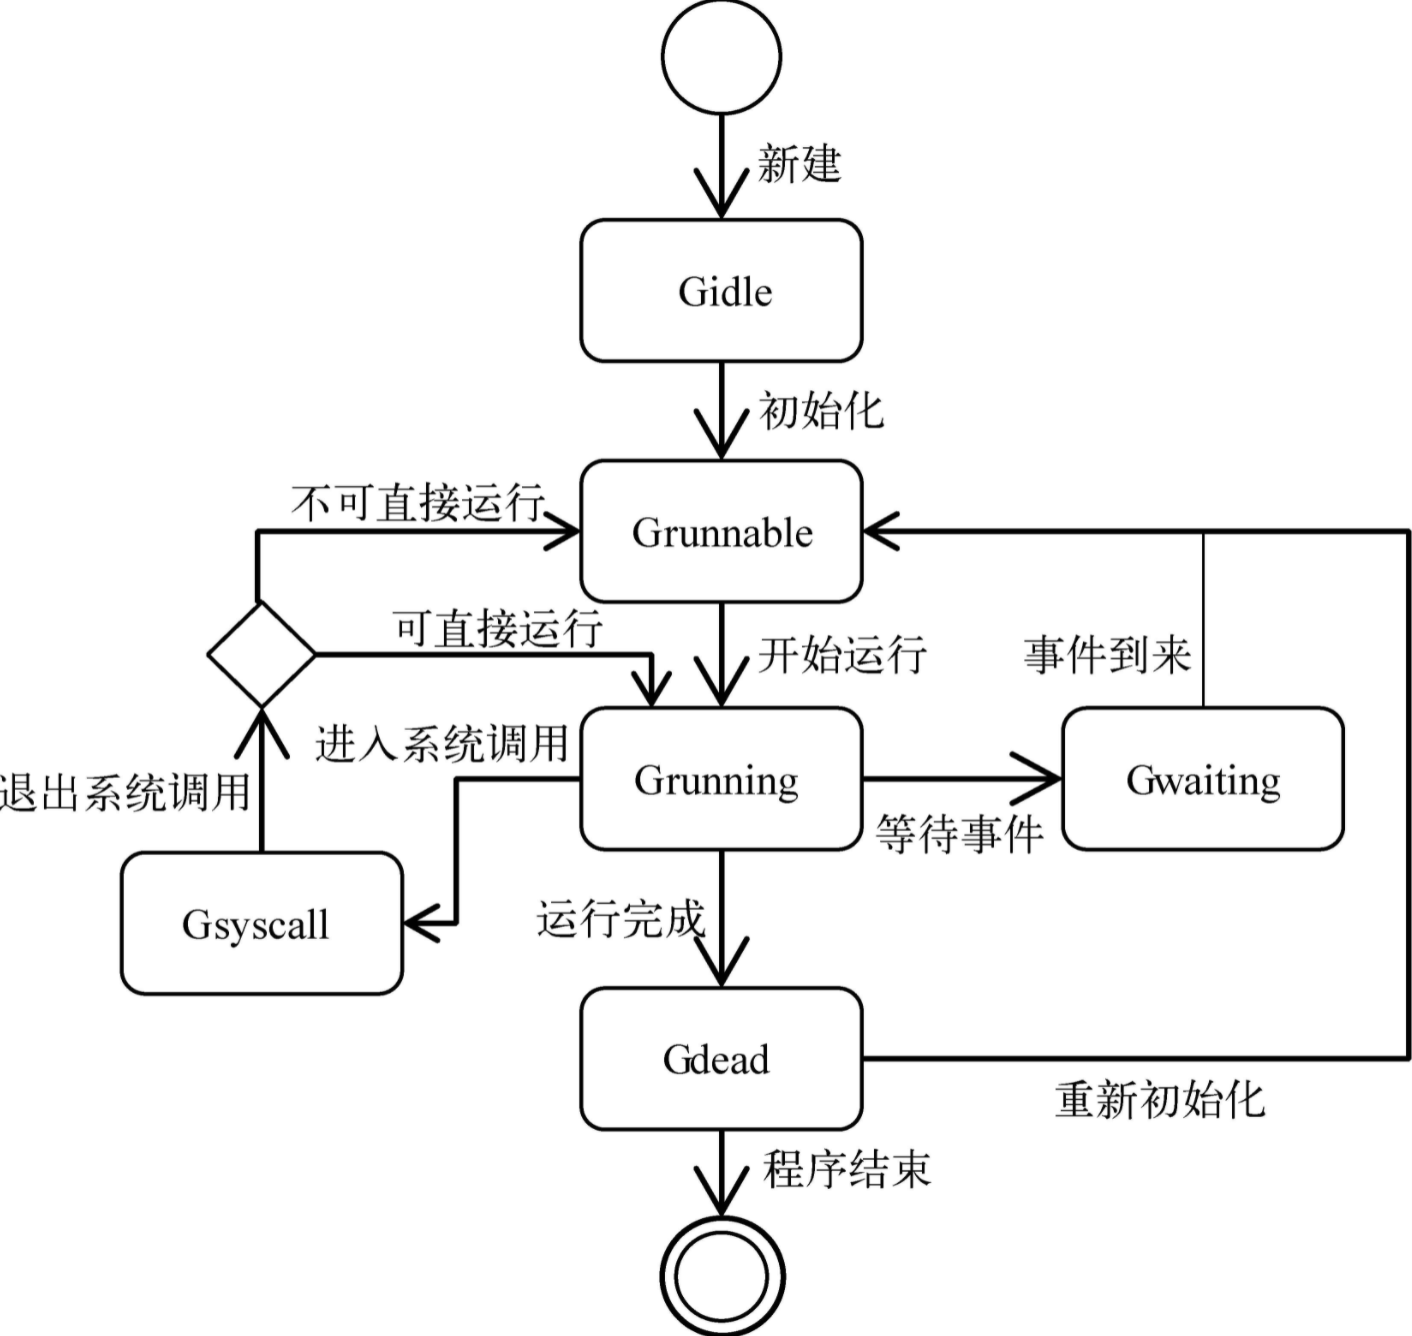 新建
Gidle
初始化
不可直接运行
Grunnable
可直接运行
开始运行
事件到来
进入系统调用
退出系统调用
Grunning
Gwaiting
等待事件
Gsyscall
运行完成
Gdead
重新初始化
程序结束